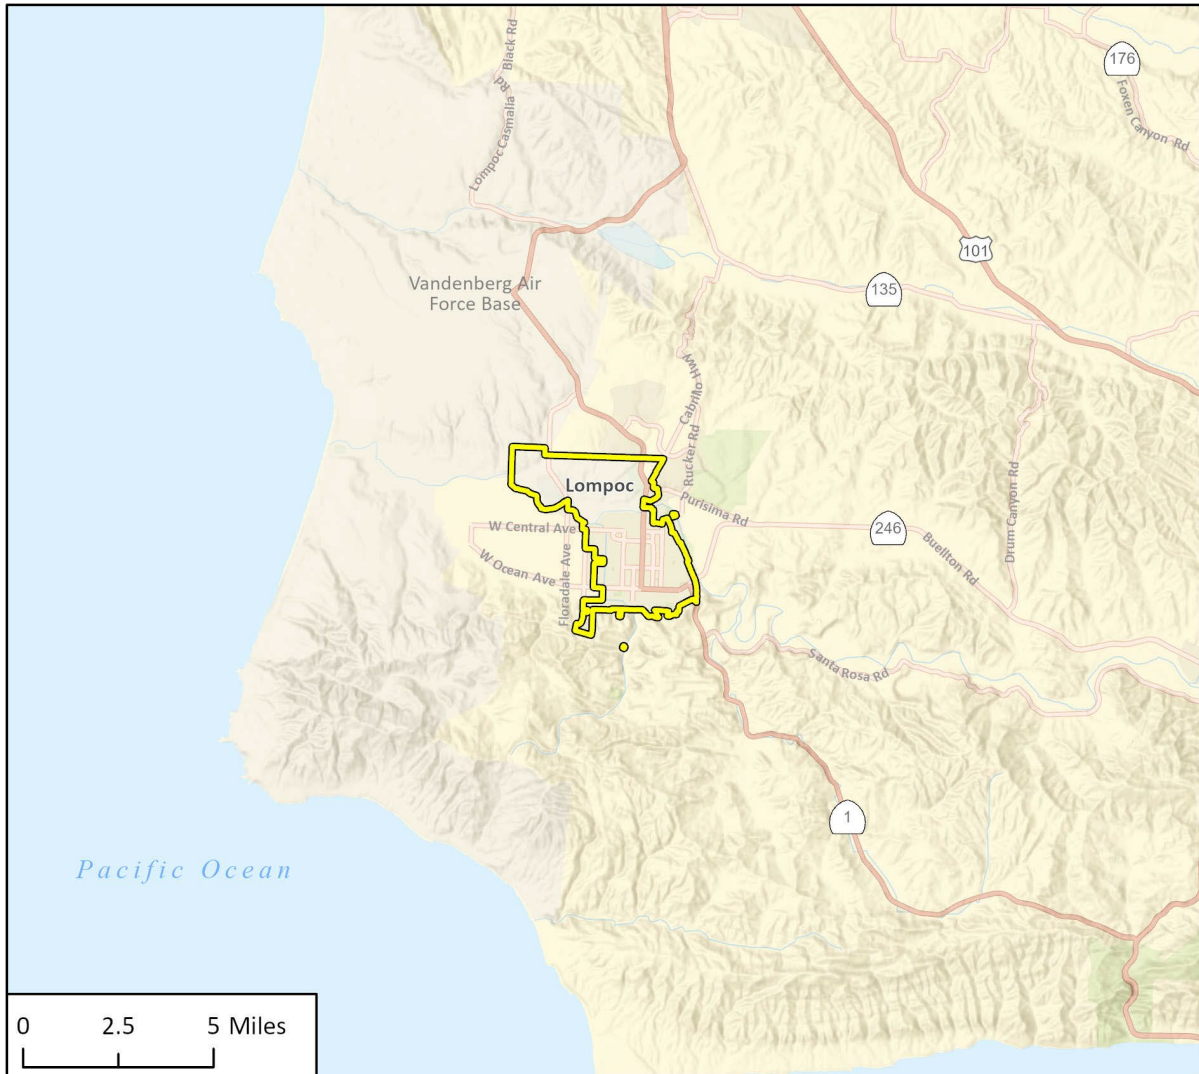 Black Rd
176
Foxen Canyon Rd
Lompoc Casmalia Rd
101
Vandenberg Air
Force Base
135
Cabrillo Hwy
Rucker Rd
Lompoc
Purisima Rd
W Central Ave
246
Drum Canyon Rd
Buellton Rd
W Ocean Ave
Floradale Ave
Santa Rosa Rd
1
Pacific Ocean
0 2.5 5 Miles